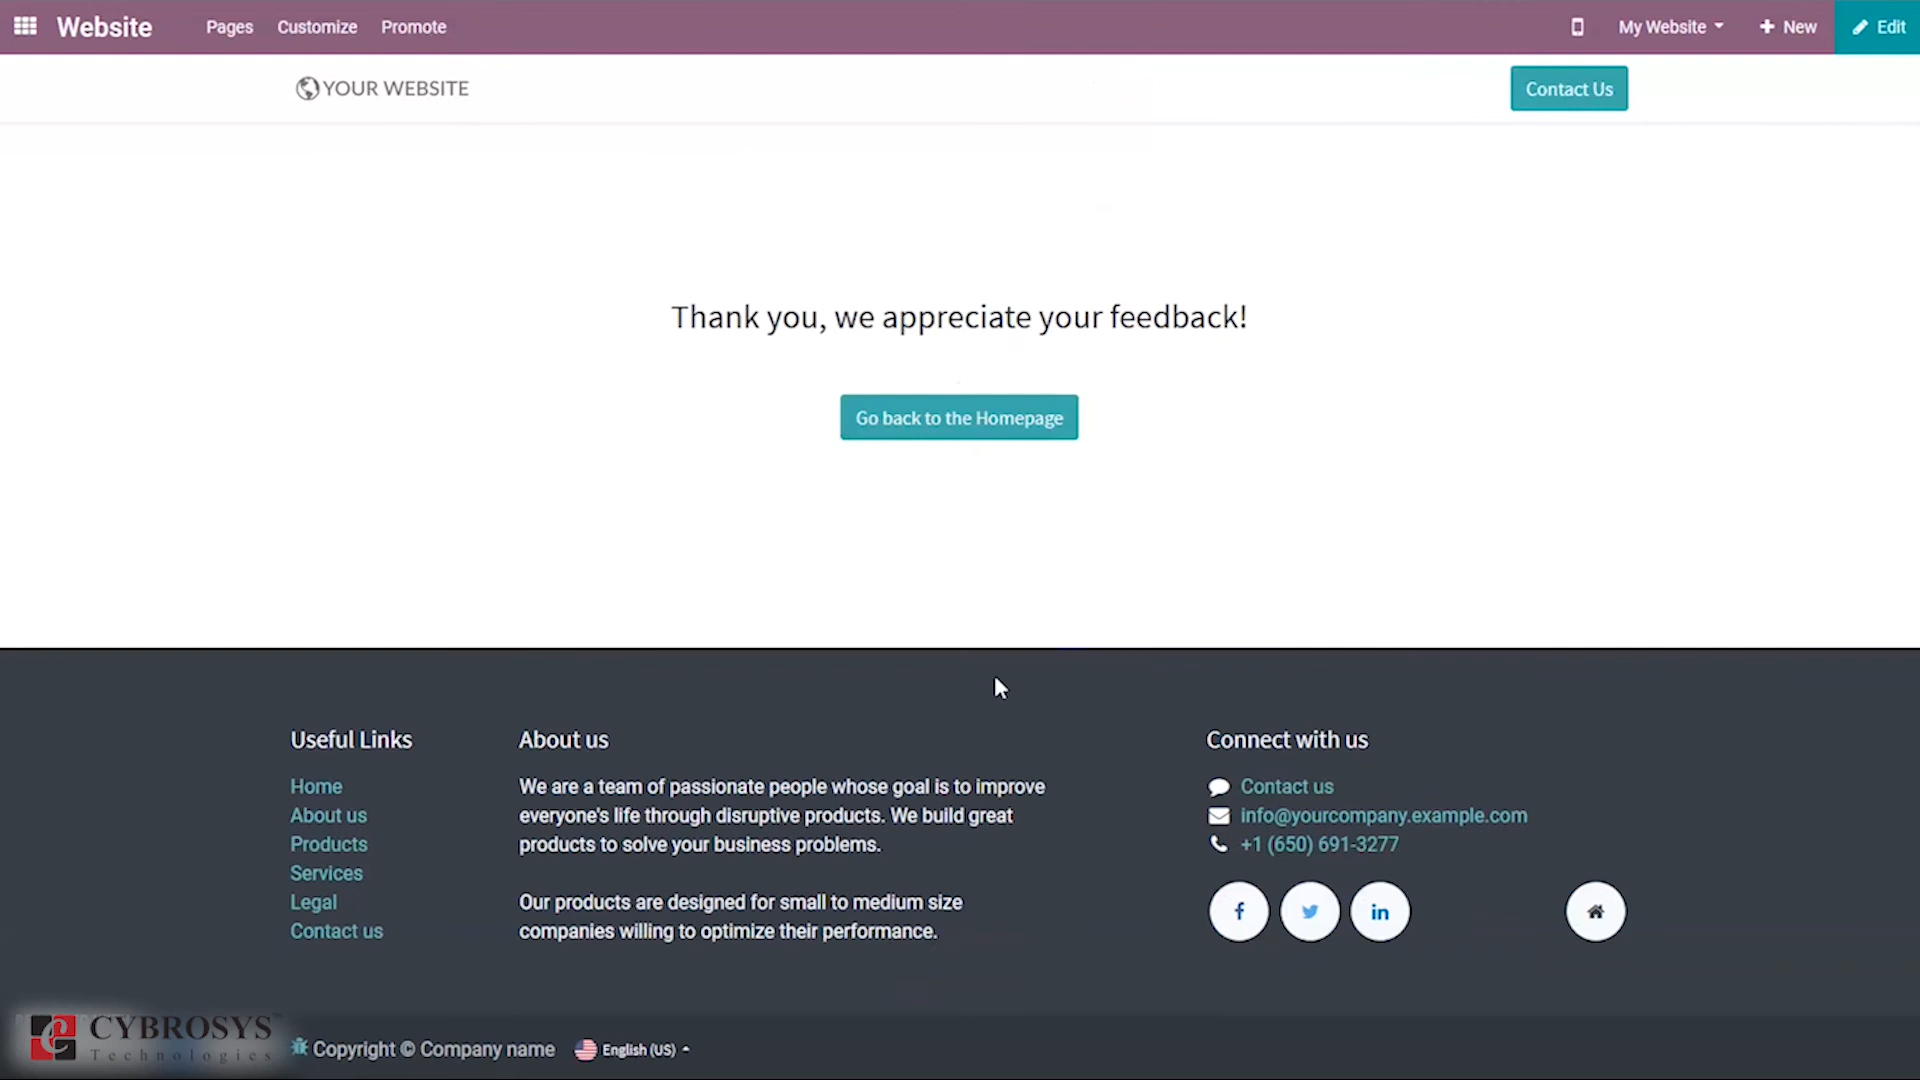 Website
Pages
Customize
Promote
My Website
New
Edit
YOUR WEBSITE
Contact Us
Thank you, we appreciate your feedback!
Go back to the Homepage
Useful Links
Home
About us
Products
Services
Legal
Contact us
About us
We are a team of passionate people whose goal is to improve
everyone's life through disruptive products. We build great
products to solve your business problems.
Our products are designed for small to medium size
companies willing to optimize their performance.
Connect with us
Contact us
info@yourcompany.example.com
+1 (650) 691-3277
CYBROSYS
Technologies
Copyright © Company name
English (US)